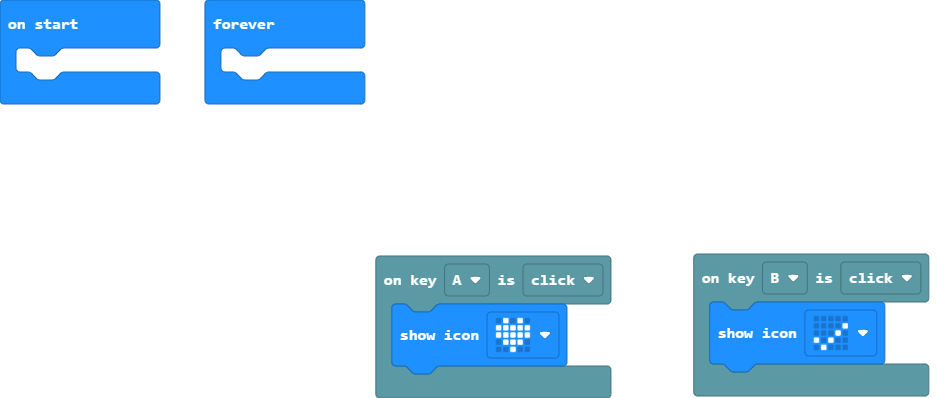 on start
forever
on key A is click
show icon
on key B is click
show icon